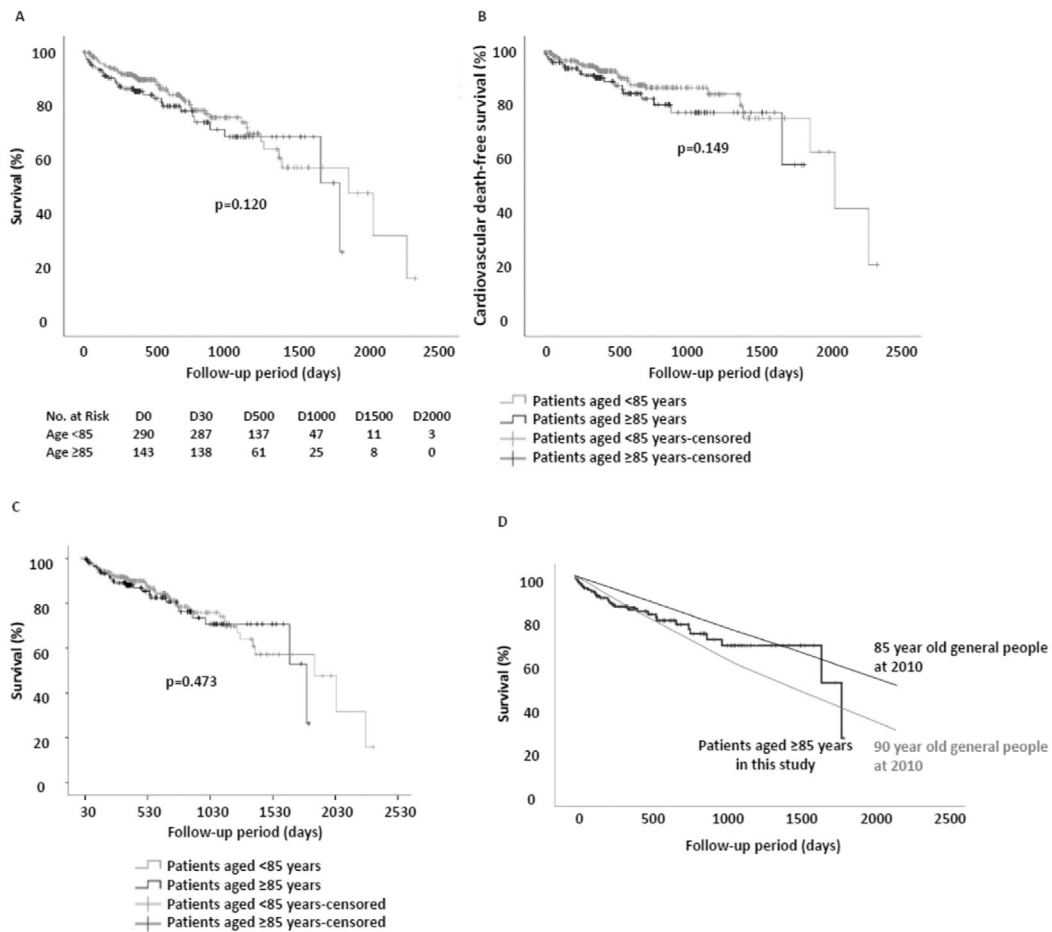 A
Survival (%)
100
80
60
40
20
0
p=0.120
0 500 1000 1500 2000 2500
Follow-up period (days)
No. at Risk D0 D30 D500 D1000 D1500 D2000
Age <85 290 287 137 47 11 3
Age ≥85 143 138 61 25 8 0
B
Cardiovascular death-free survival (%)
100
80
60
40
20
0
p=0.149
0 500 1000 1500 2000 2500
Follow-up period (days)
Patients aged <85 years
Patients aged ≥85 years
Patients aged <85 years-censored
Patients aged ≥85 years-censored
C
Survival (%)
100
80
60
40
20
0
p=0.473
30 530 1030 1530 2030 2530
Follow-up period (days)
Patients aged <85 years
Patients aged ≥85 years
Patients aged <85 years-censored
Patients aged ≥85 years-censored
D
Survival (%)
100
80
60
40
20
0
85 year old general people
at 2010
Patients aged ≥85 years
in this study
90 year old general people
at 2010
0 500 1000 1500 2000 2500
Follow-up period (days)